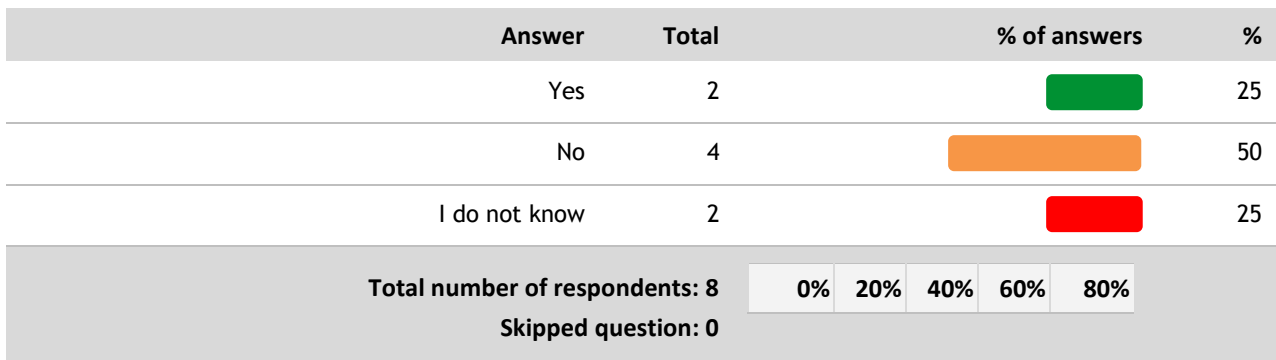 Answer Total % of answers %
Yes 2 25
No 4 50
I do not know 2 25
Total number of respondents: 8 0% 20% 40% 60% 80%
Skipped question: 0